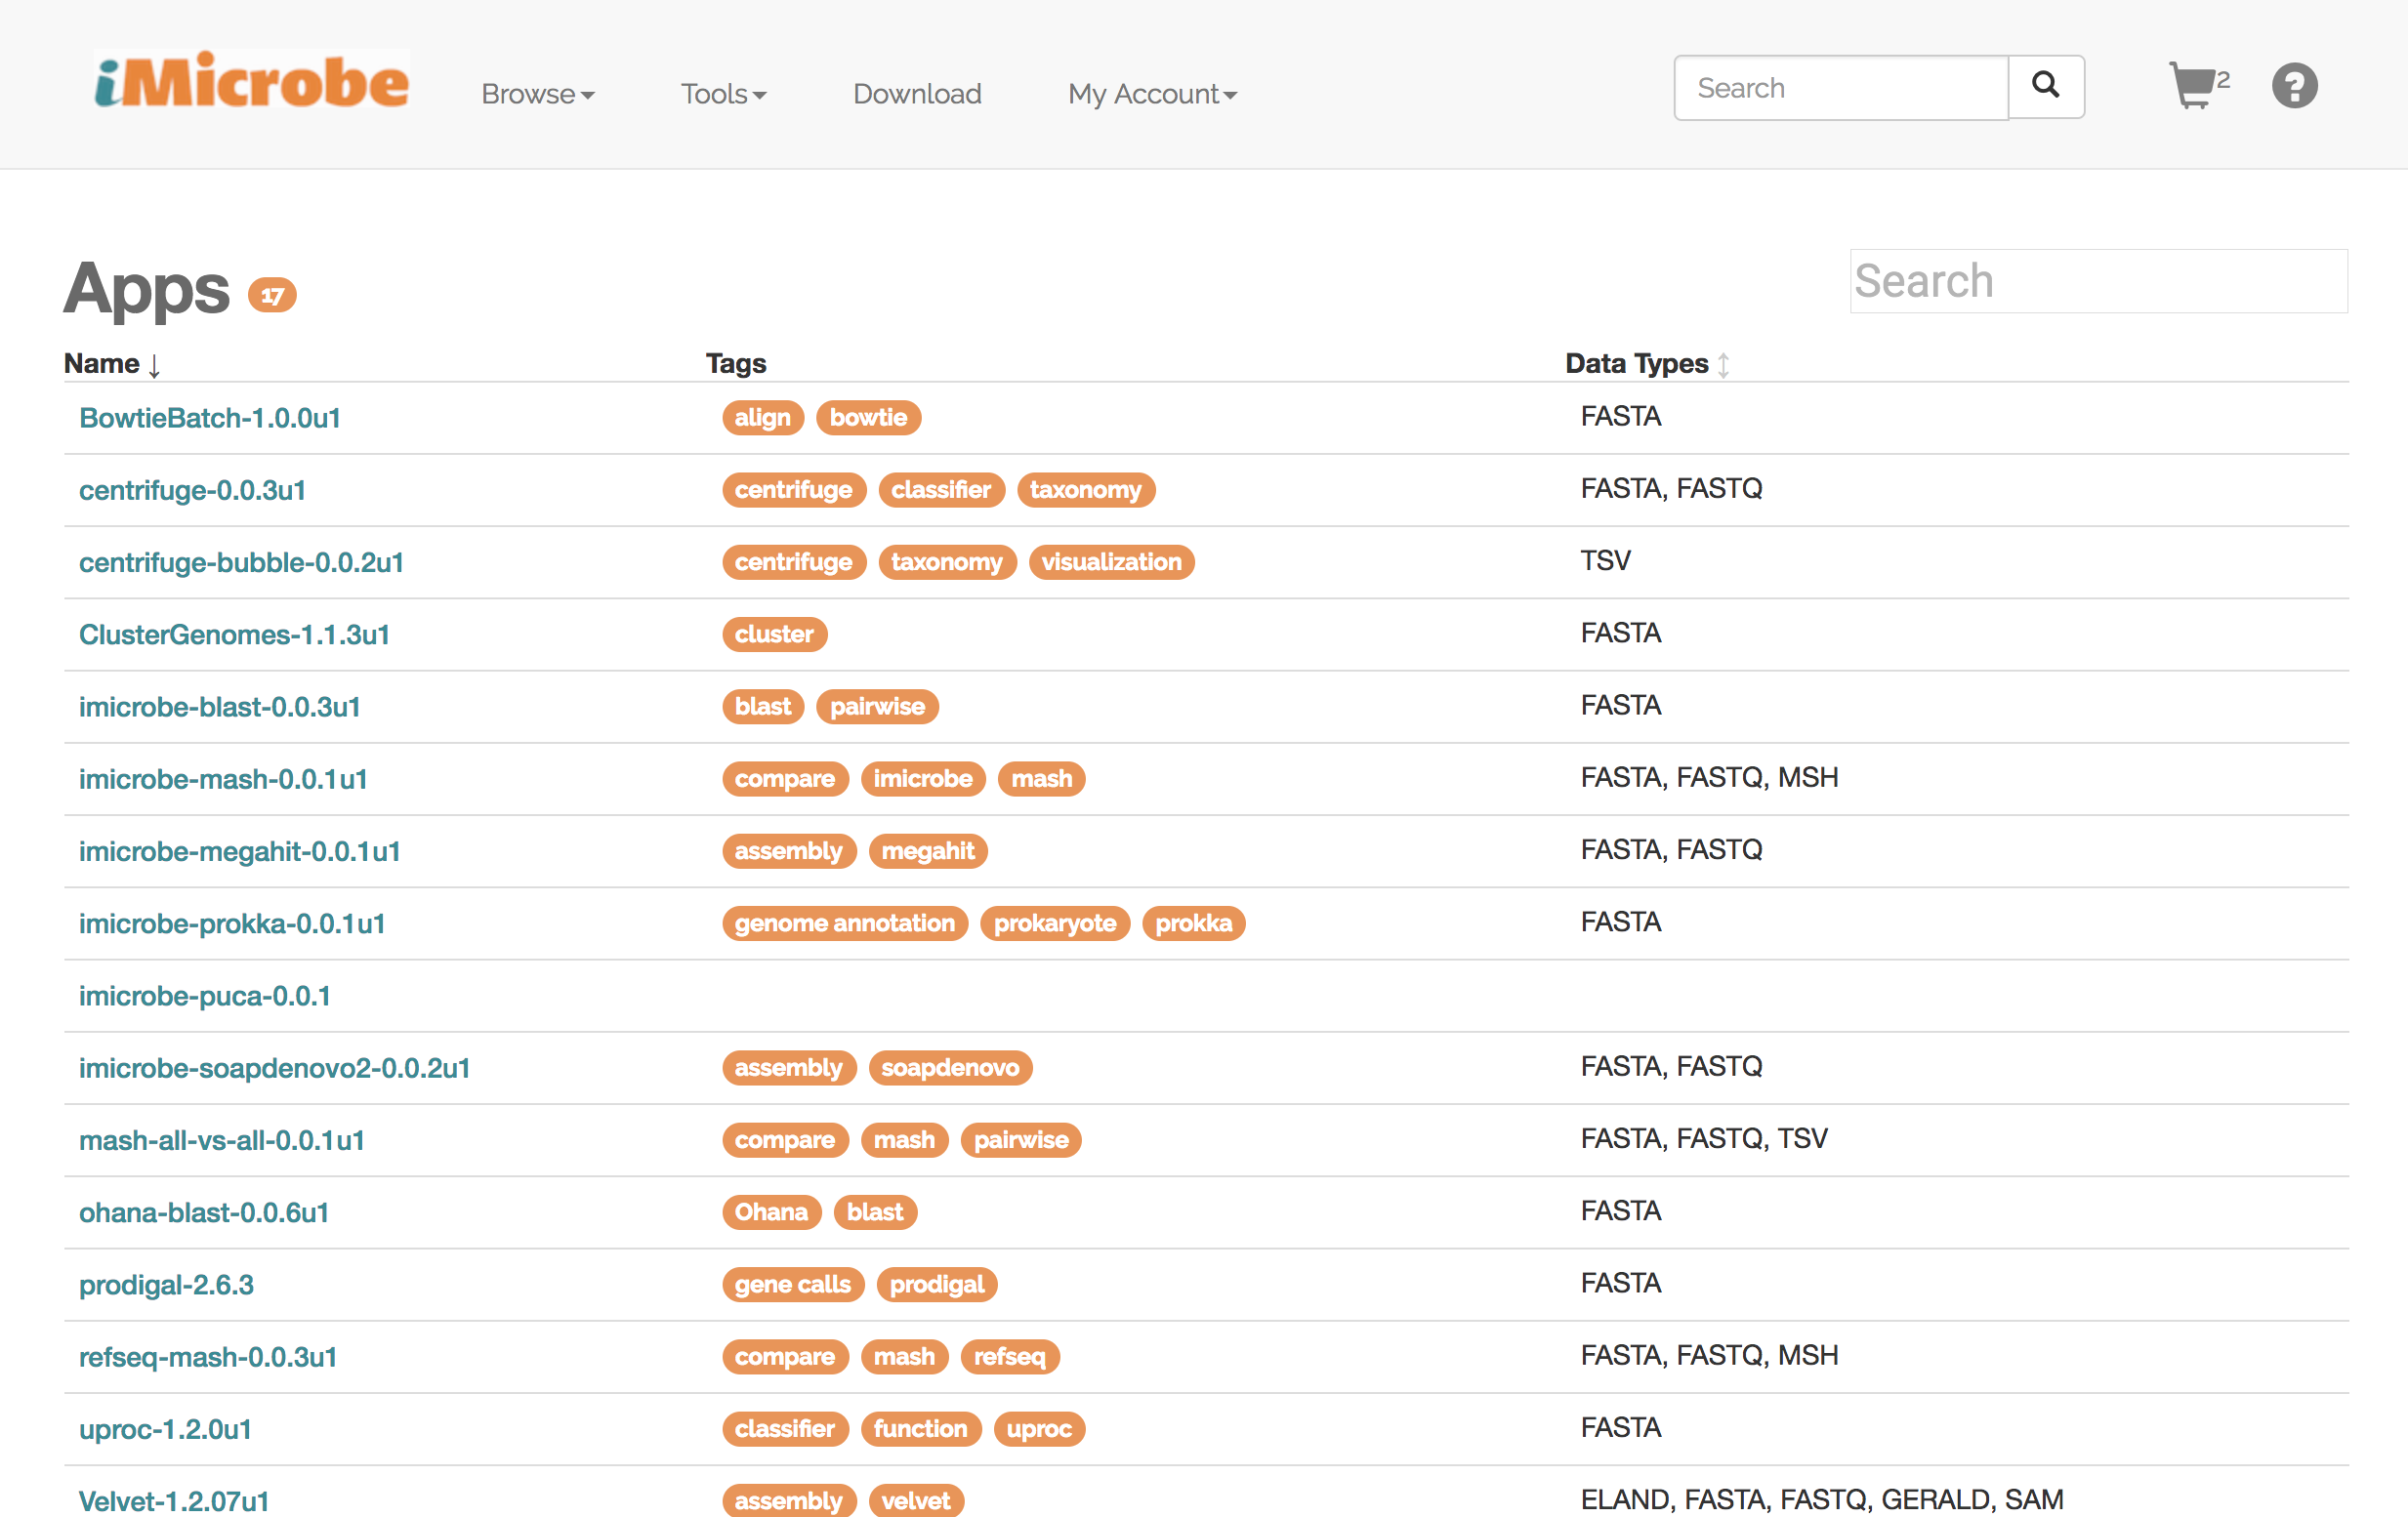 iMicrobe Browse Tools Download My Account Search 2 ?
Apps 17 Search
Name ↓ Tags Data Types ↕
BowtieBatch-1.0.0u1 align bowtie FASTA
centrifuge-0.0.3u1 centrifuge classifier taxonomy FASTA, FASTQ
centrifuge-bubble-0.0.2u1 centrifuge taxonomy visualization TSV
ClusterGenomes-1.1.3u1 cluster FASTA
imicrobe-blast-0.0.3u1 blast pairwise FASTA
imicrobe-mash-0.0.1u1 compare imicrobe mash FASTA, FASTQ, MSH
imicrobe-megahit-0.0.1u1 assembly megahit FASTA, FASTQ
imicrobe-prokka-0.0.1u1 genome annotation prokaryote prokka FASTA
imicrobe-puca-0.0.1
imicrobe-soapdenovo2-0.0.2u1 assembly soapdenovo FASTA, FASTQ
mash-all-vs-all-0.0.1u1 compare mash pairwise FASTA, FASTQ, TSV
ohana-blast-0.0.6u1 Ohana blast FASTA
prodigal-2.6.3 gene calls prodigal FASTA
refseq-mash-0.0.3u1 compare mash refseq FASTA, FASTQ, MSH
uproc-1.2.0u1 classifier function uproc FASTA
Velvet-1.2.07u1 assembly velvet ELAND, FASTA, FASTQ, GERALD, SAM